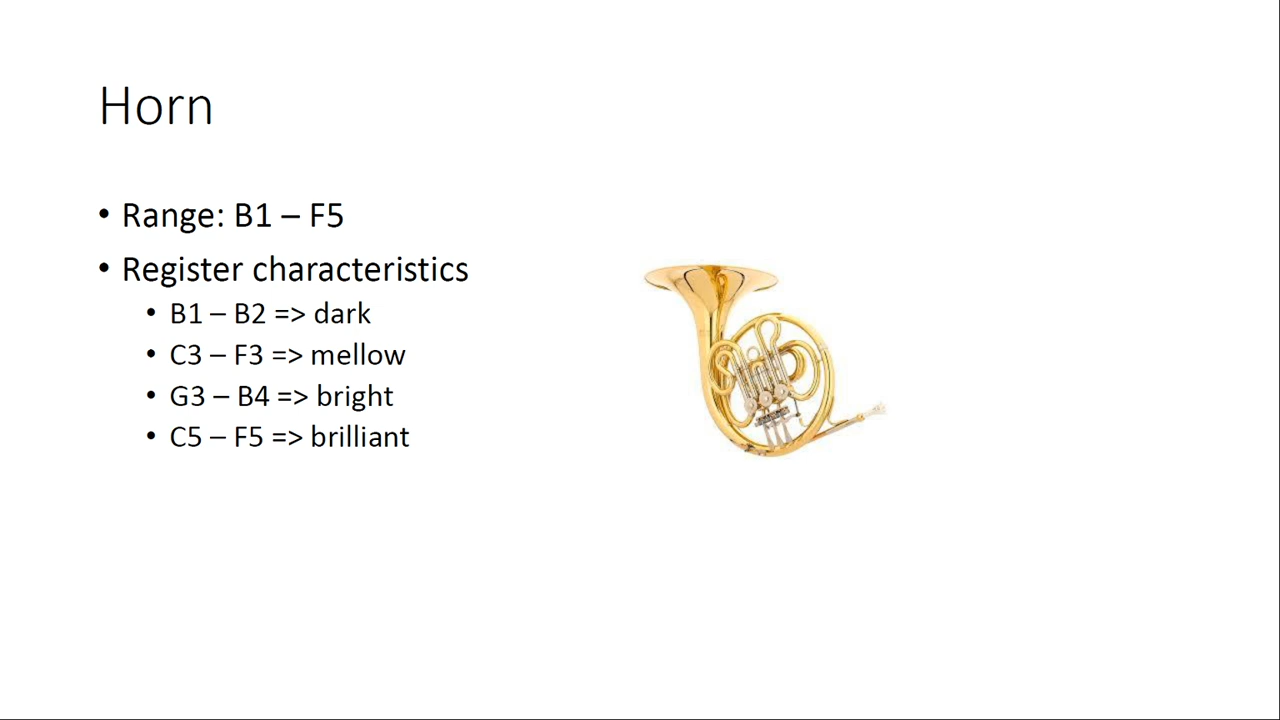 Horn
• Range: B1 – F5
• Register characteristics
• B1 – B2 => dark
• C3 – F3 => mellow
• G3 – B4 => bright
• C5 – F5 => brilliant